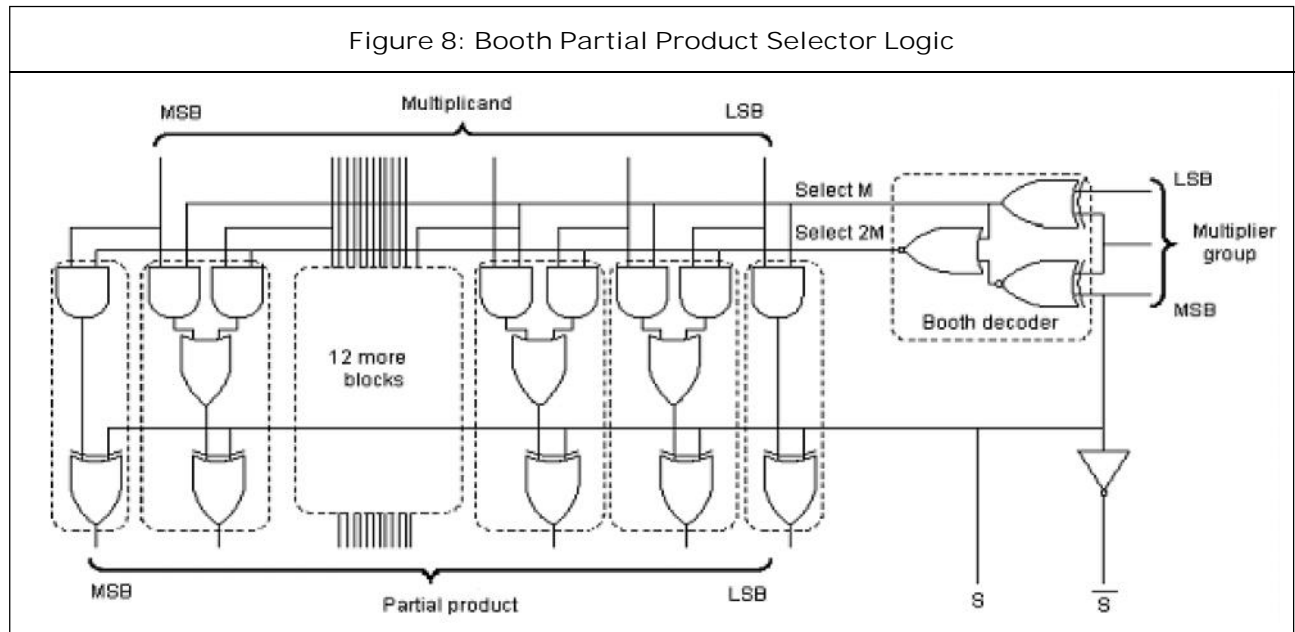 Figure 8: Booth Partial Product Selector Logic
MSB
Multiplicand
LSB
Select M
LSB
Select 2M
Multiplier
group
MSB
Booth decoder
12 more
blocks
MSB
Partial product
LSB
S
S̅